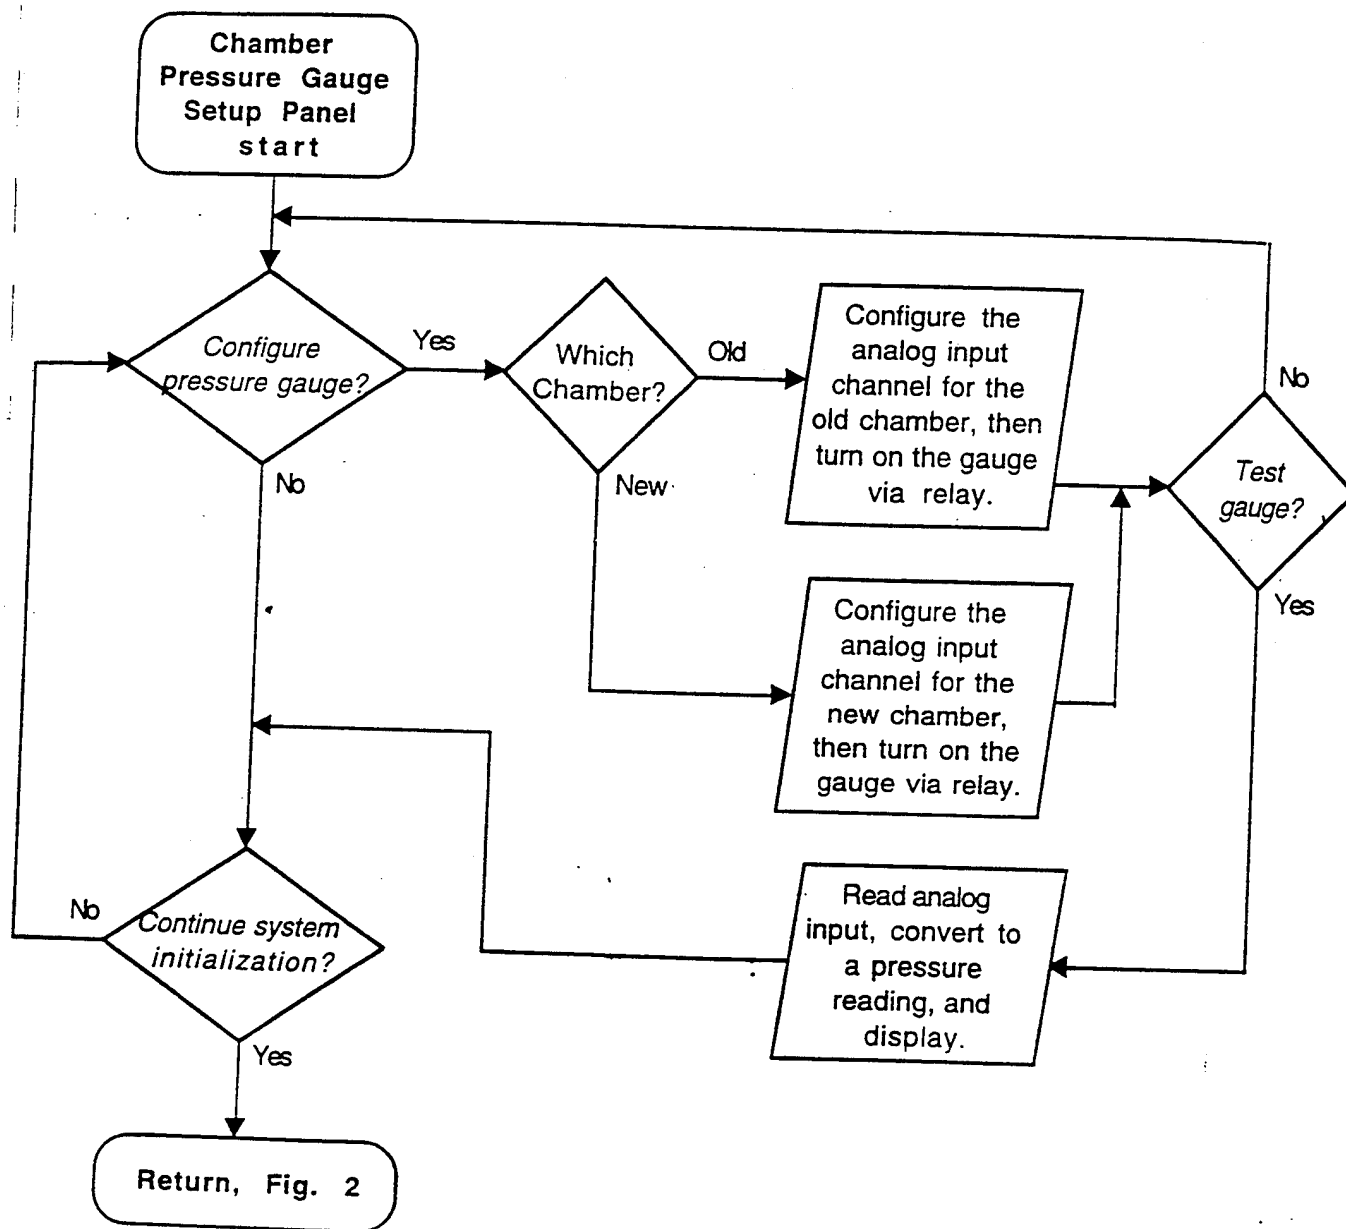 Chamber
Pressure Gauge
Setup Panel
start
Configure
pressure gauge?
Yes
No
Which
Chamber?
Old
New
Configure the
analog input
channel for the
old chamber, then
turn on the gauge
via relay.
Configure the
analog input
channel for the
new chamber,
then turn on the
gauge via relay.
No
Test
gauge?
Yes
Read analog
input, convert to
a pressure
reading, and
display.
No
Continue system
initialization?
Yes
Return, Fig. 2